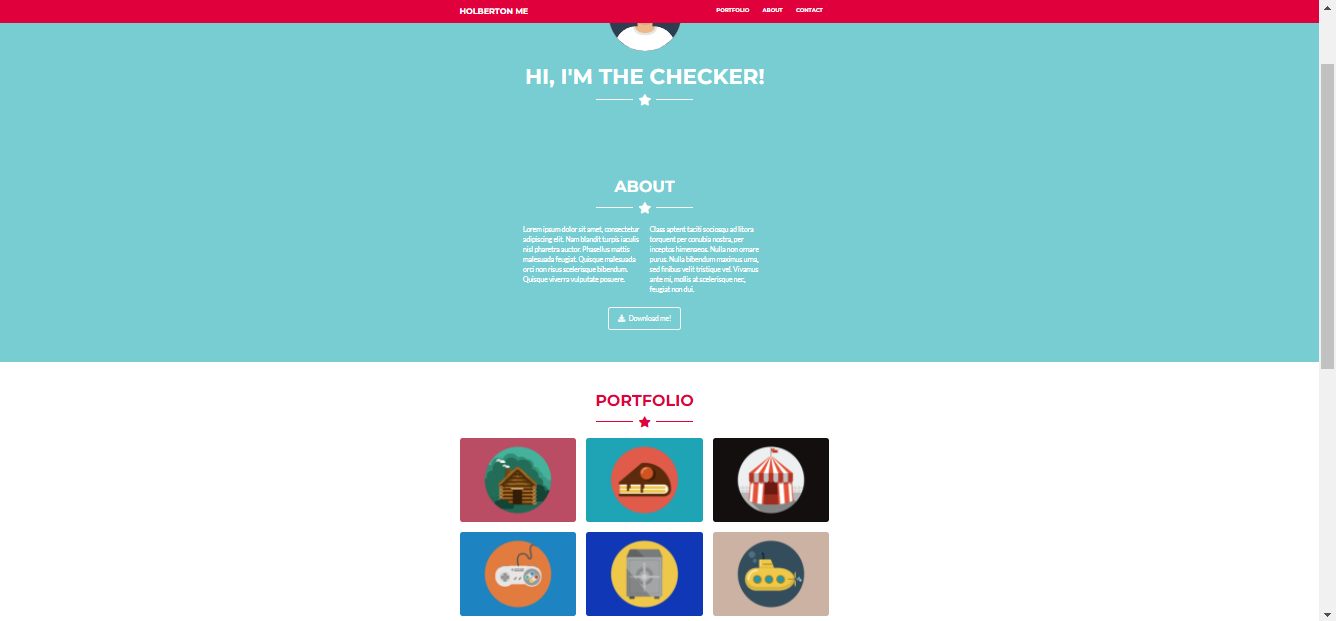 HOLBERTON ME
PORTFOLIO ABOUT CONTACT
HI, I'M THE CHECKER!
ABOUT
Lorem ipsum dolor sit amet, consectetur
adipiscing elit. Nam blandit turpis iaculis
nisl pharetra auctor. Phasellus mattis
malesuada feugiat. Quisque malesuada
orci non risus scelerisque bibendum.
Quisque viverra vulputate posuere.
Class aptent taciti sociosqu ad litora
torquent per conubia nostra, per
inceptos himenaeos. Nulla non ornare
purus. Nulla bibendum maximus urna,
sed finibus velit tristique vel. Vivamus
ante mi, mollis at scelerisque nec,
feugiat non dui.
Download me!
PORTFOLIO